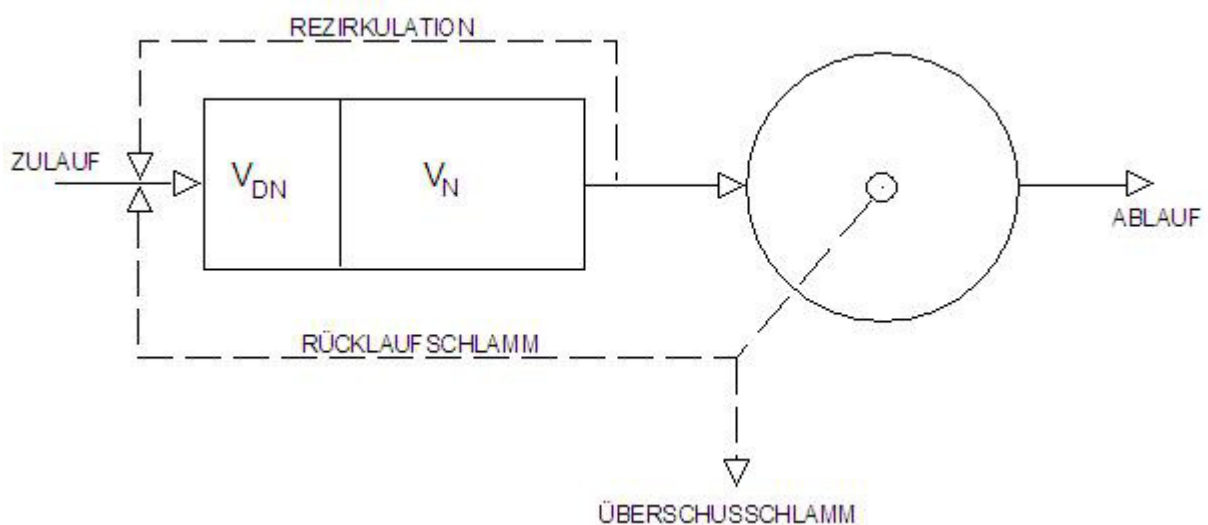 REZIRKULATION
ZULAUF
V_DN
V_N
ABLAUF
RÜCKLAUFSCHLAMM
ÜBERSCHUSSCHLAMM